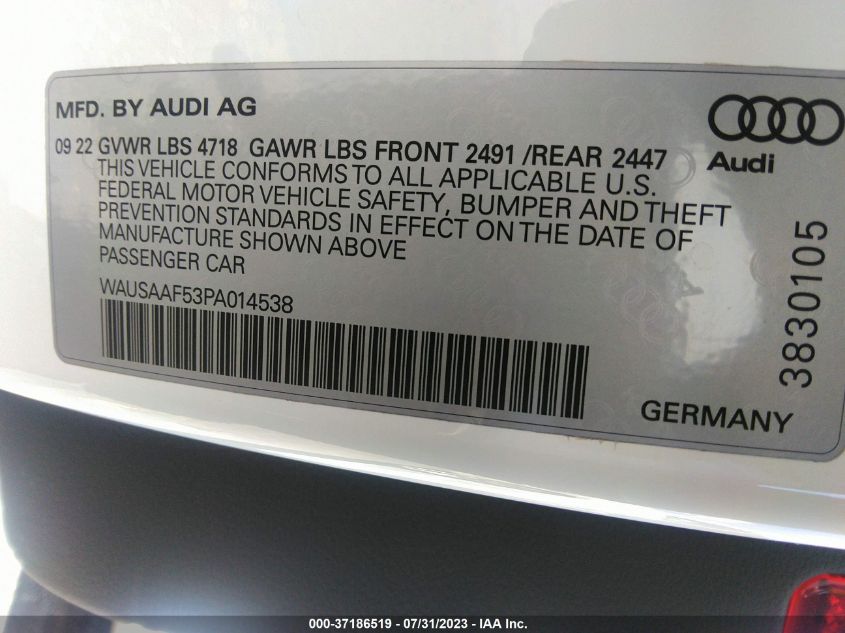 MFD. BY AUDI AG
09 22 GVWR LBS 4718 GAWR LBS FRONT 2491 /REAR 2447
THIS VEHICLE CONFORMS TO ALL APPLICABLE U.S.
FEDERAL MOTOR VEHICLE SAFETY, BUMPER AND THEFT
PREVENTION STANDARDS IN EFFECT ON THE DATE OF
MANUFACTURE SHOWN ABOVE
PASSENGER CAR
WAUSAAF53PA014538
Audi
3830105
GERMANY
000-37186519 / 07/31/2023 - © IAA Inc.